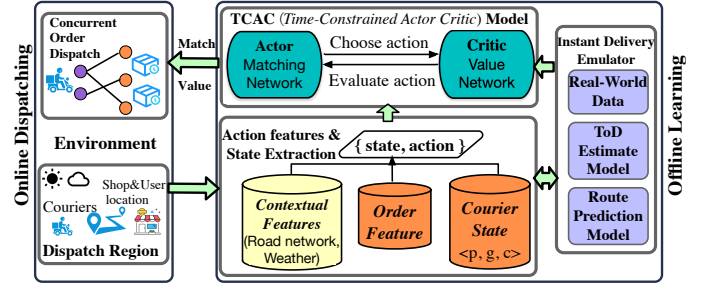 Online Dispatching
Concurrent
Order
Dispatch
Environment
Couriers
Shop&User
location
Dispatch Region
Match
Value
TCAC (Time-Constrained Actor Critic) Model
Actor
Matching
Network
Choose action
Evaluate action
Critic
Value
Network
Action features &
State Extraction
{ state, action }
Contextual
Features
(Road network,
Weather)
Order
Feature
Courier
State
<p, g, c>
Instant Delivery
Emulator
Real-World
Data
ToD
Estimate
Model
Route
Prediction
Model
Offline Learning